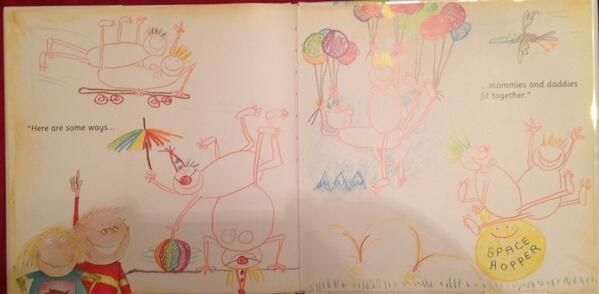 "Here are some ways...
...mommies and daddies
fit together."
SPACE
HOPPER